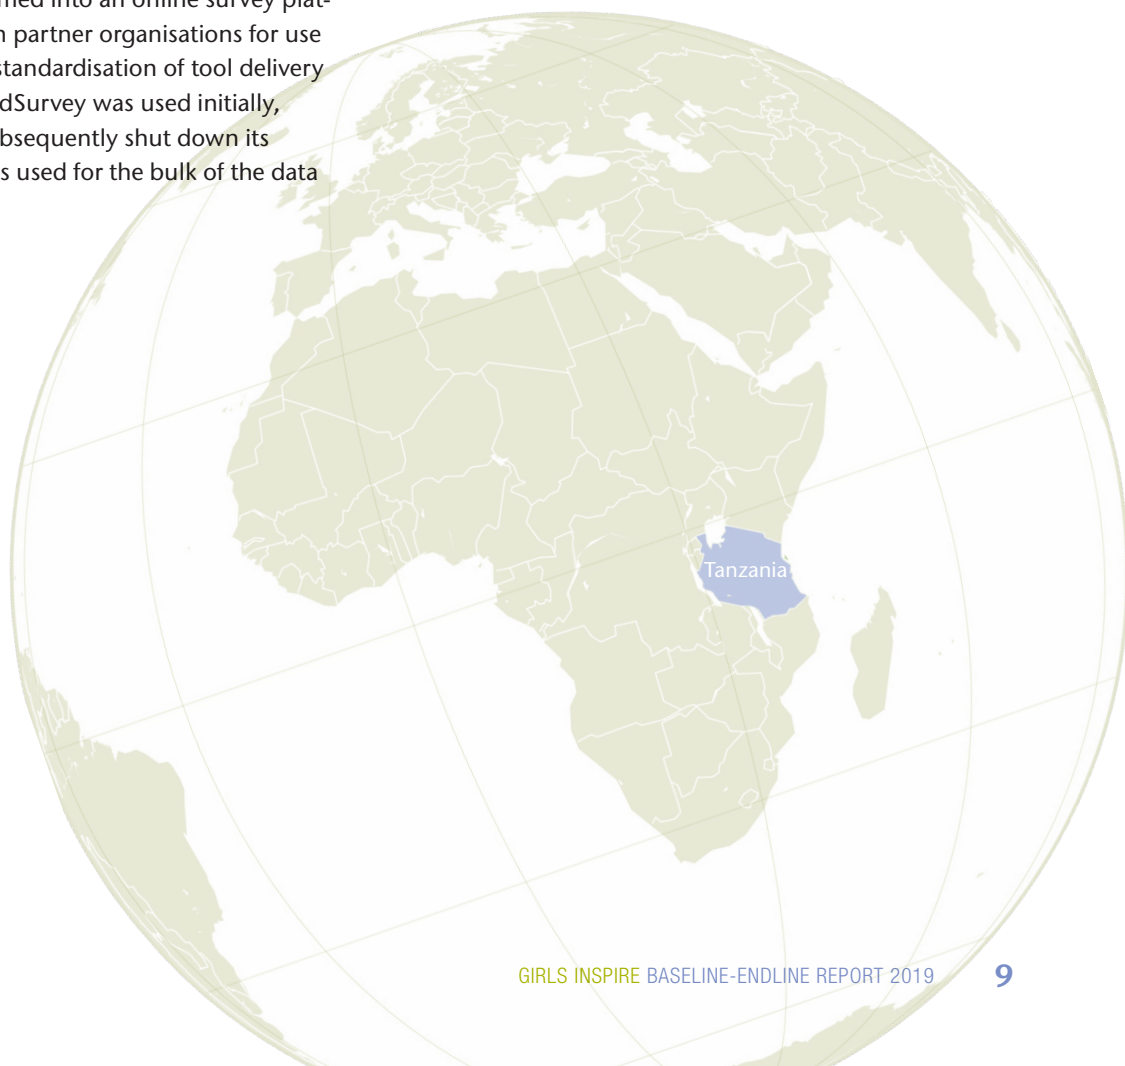 med into an online survey plat-
n partner organisations for use
standardisation of tool delivery
dSurvey was used initially,
bsequently shut down its
s used for the bulk of the data
Tanzania
GIRLS INSPIRE BASELINE-ENDLINE REPORT 2019 9